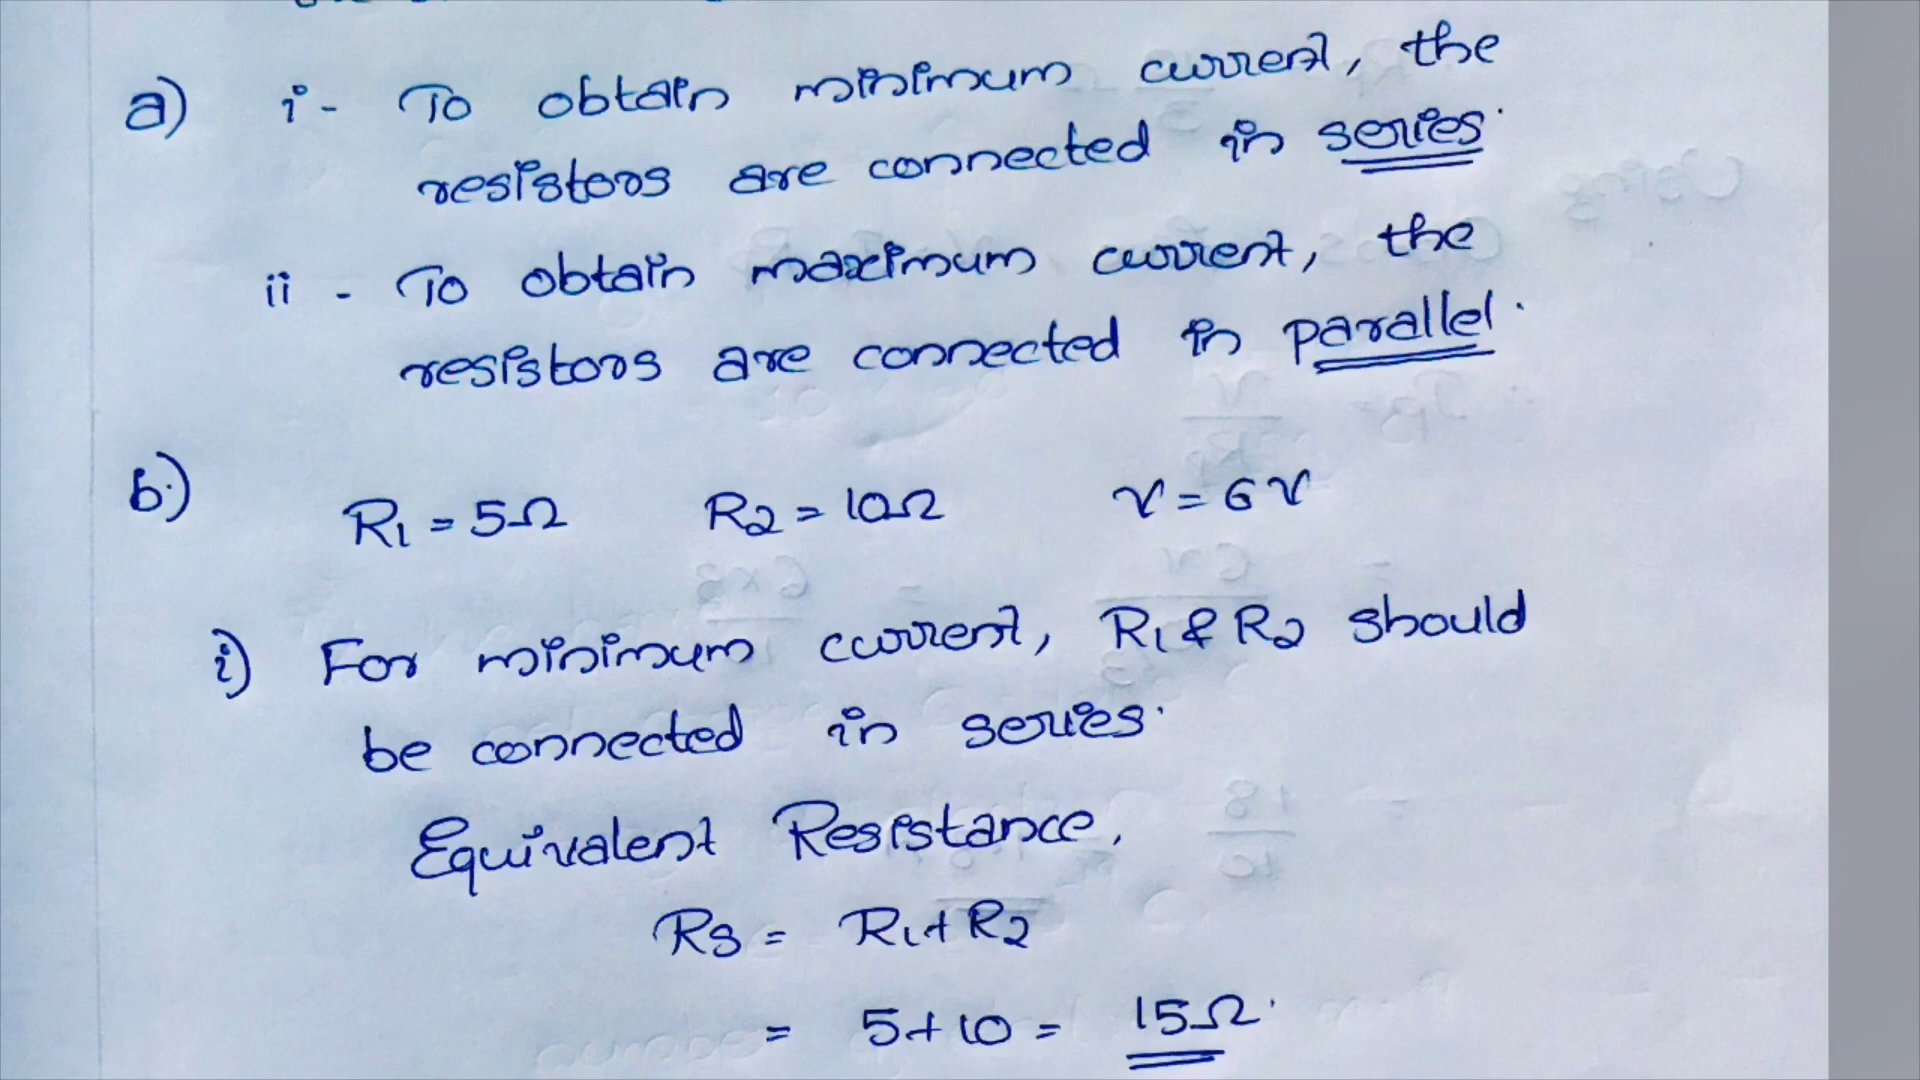 a) i - To obtain minimum current, the
resistors are connected in series.
ii - To obtain maximum current, the
resistors are connected in parallel.
b.) R1 = 5Ω R2 = 10Ω V = 6V
i) For minimum current, R1 & R2 should
be connected in series.
Equivalent Resistance,
RS = R1 + R2
= 5 + 10 = 15Ω.